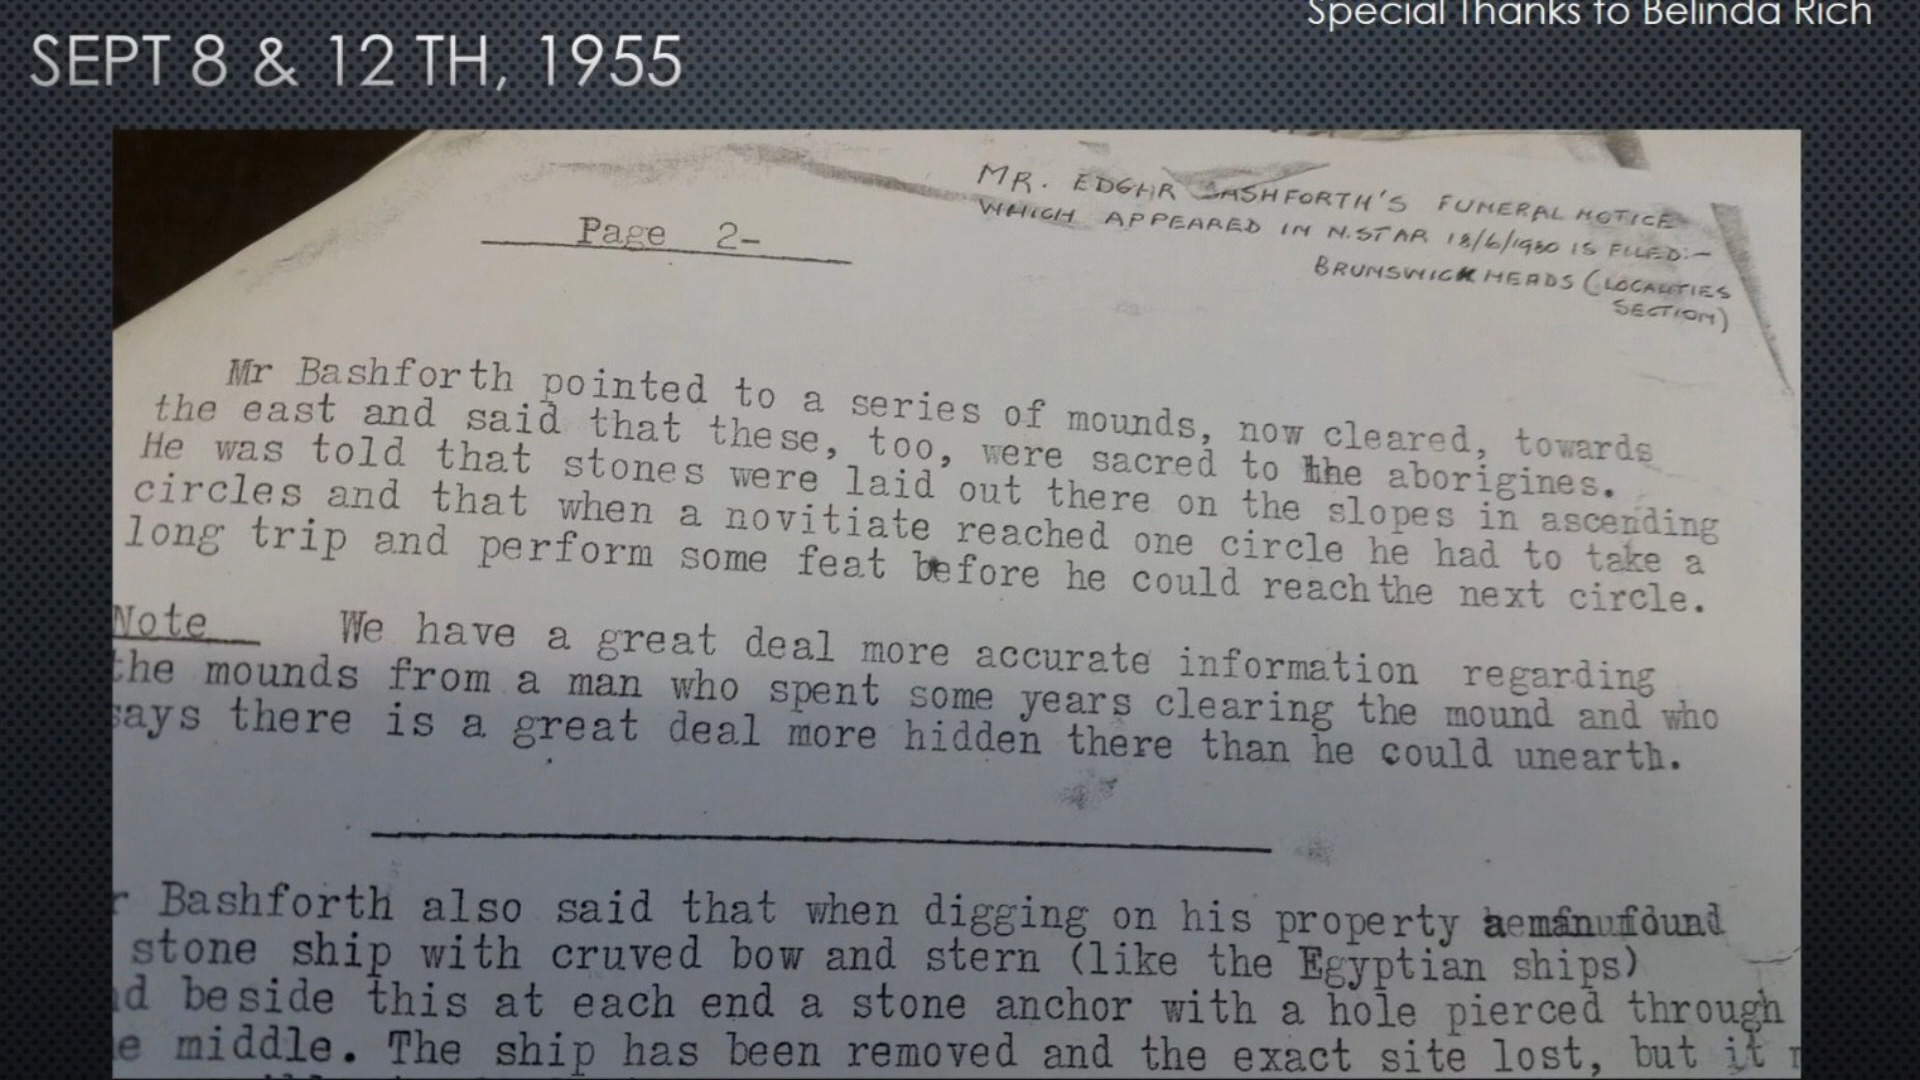 Special Thanks to Belinda Rich
SEPT 8 & 12 TH, 1955
MR. EDGAR BASHFORTH'S FUNERAL NOTICE
WHICH APPEARED IN N.STAR 18/6/1980 IS FILED:-
BRUNSWICK HEADS (LOCALITIES
SECTION)
Page 2-
Mr Bashforth pointed to a series of mounds, now cleared, towards
the east and said that these, too, were sacred to the aborigines.
He was told that stones were laid out there on the slopes in ascending
circles and that when a novitiate reached one circle he had to take a
long trip and perform some feat before he could reach the next circle.
Note We have a great deal more accurate information regarding
the mounds from a man who spent some years clearing the mound and who
says there is a great deal more hidden there than he could unearth.
r Bashforth also said that when digging on his property
stone ship with cruved bow and stern (like the Egyptian ships)
d beside this at each end a stone anchor with a hole pierced through
e middle. The ship has been removed and the exact site lost, but it